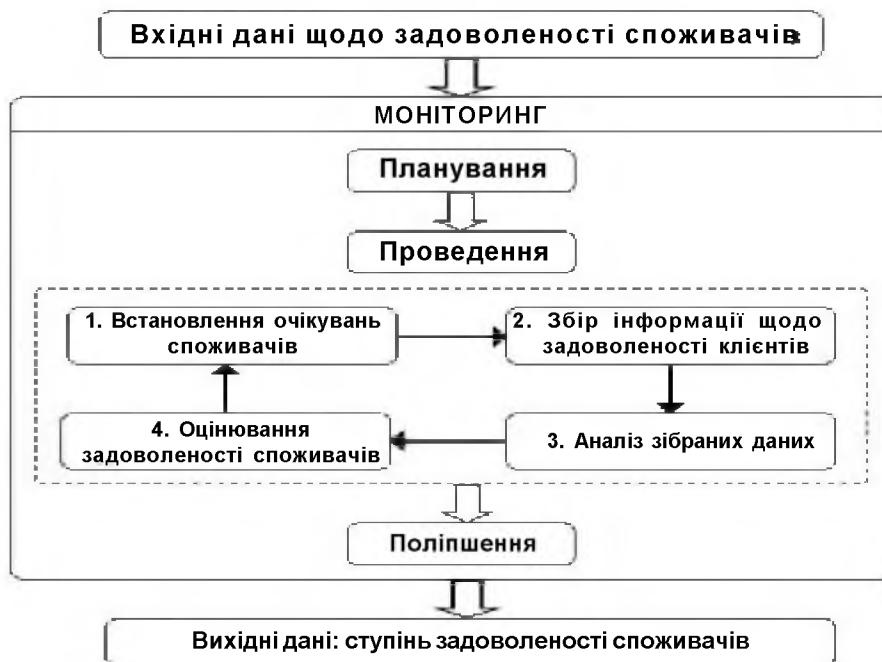 Вхідні дані щодо задоволеності споживачів
МОНІТОРИНГ
Планування
Проведення
1. Встановлення очікувань
споживачів
2. Збір інформації щодо
задоволеності клієнтів
4. Оцінювання
задоволеності споживачів
3. Аналіз зібраних даних
Поліпшення
Вихідні дані: ступінь задоволеності споживачів